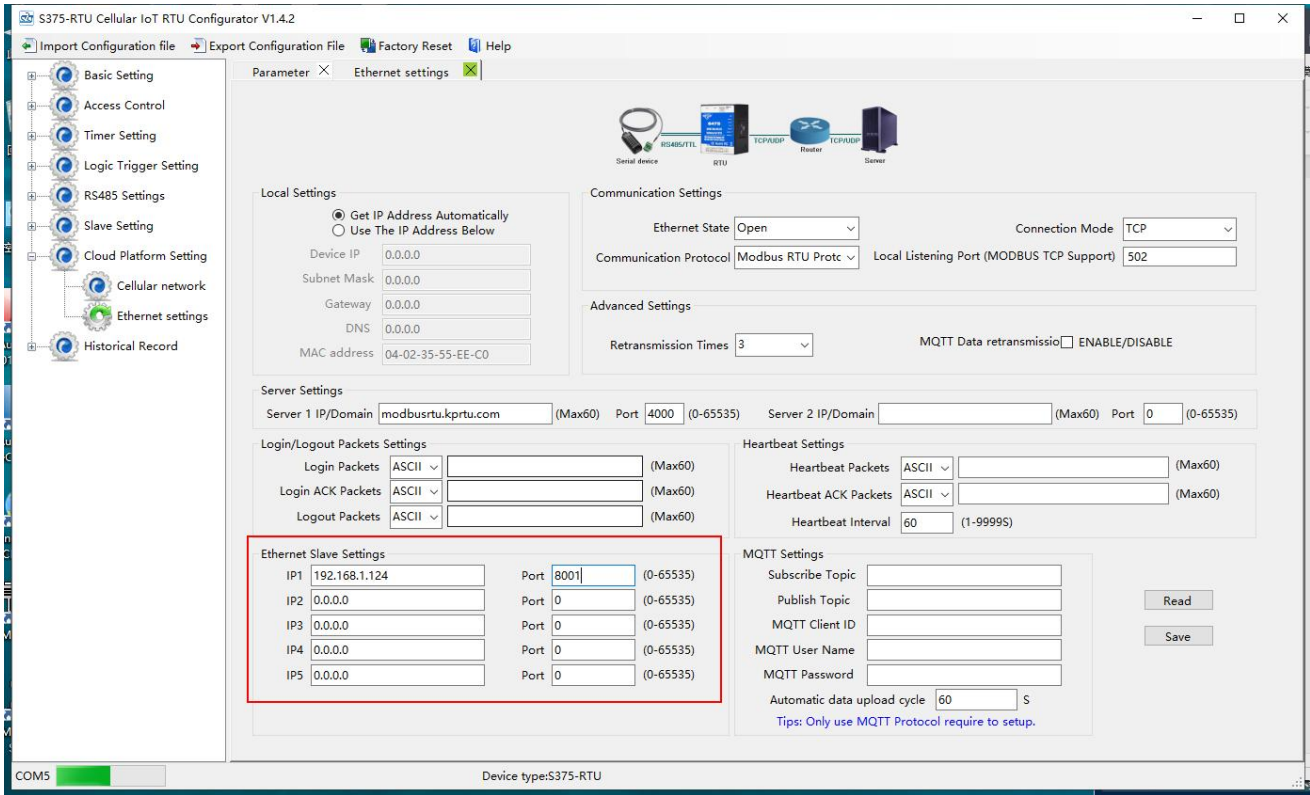 S375-RTU Cellular IoT RTU Configurator V1.4.2
Import Configuration file Export Configuration File Factory Reset Help
Basic Setting
Access Control
Timer Setting
Logic Trigger Setting
RS485 Settings
Slave Setting
Cloud Platform Setting
Cellular network
Ethernet settings
Historical Record
Parameter Ethernet settings
RS485/TTL TCP/UDP TCP/UDP
Serial device RTU Router Server
Local Settings
Get IP Address Automatically
Use The IP Address Below
Device IP 0.0.0.0
Subnet Mask 0.0.0.0
Gateway 0.0.0.0
DNS 0.0.0.0
MAC address 04-02-35-55-EE-C0
Communication Settings
Ethernet State Open Connection Mode TCP
Communication Protocol Modbus RTU Protc Local Listening Port (MODBUS TCP Support) 502
Advanced Settings
Retransmission Times 3 MQTT Data retransmissio ENABLE/DISABLE
Server Settings
Server 1 IP/Domain modbusrtu.kprtu.com (Max60) Port 4000 (0-65535) Server 2 IP/Domain (Max60) Port 0 (0-65535)
Login/Logout Packets Settings
Login Packets ASCII (Max60)
Login ACK Packets ASCII (Max60)
Logout Packets ASCII (Max60)
Heartbeat Settings
Heartbeat Packets ASCII (Max60)
Heartbeat ACK Packets ASCII (Max60)
Heartbeat Interval 60 (1-9999S)
Ethernet Slave Settings
IP1 192.168.1.124 Port 8001 (0-65535)
IP2 0.0.0.0 Port 0 (0-65535)
IP3 0.0.0.0 Port 0 (0-65535)
IP4 0.0.0.0 Port 0 (0-65535)
IP5 0.0.0.0 Port 0 (0-65535)
MQTT Settings
Subscribe Topic
Publish Topic
MQTT Client ID
MQTT User Name
MQTT Password
Automatic data upload cycle 60 S
Tips: Only use MQTT Protocol require to setup.
Read
Save
COM5 Device type:S375-RTU